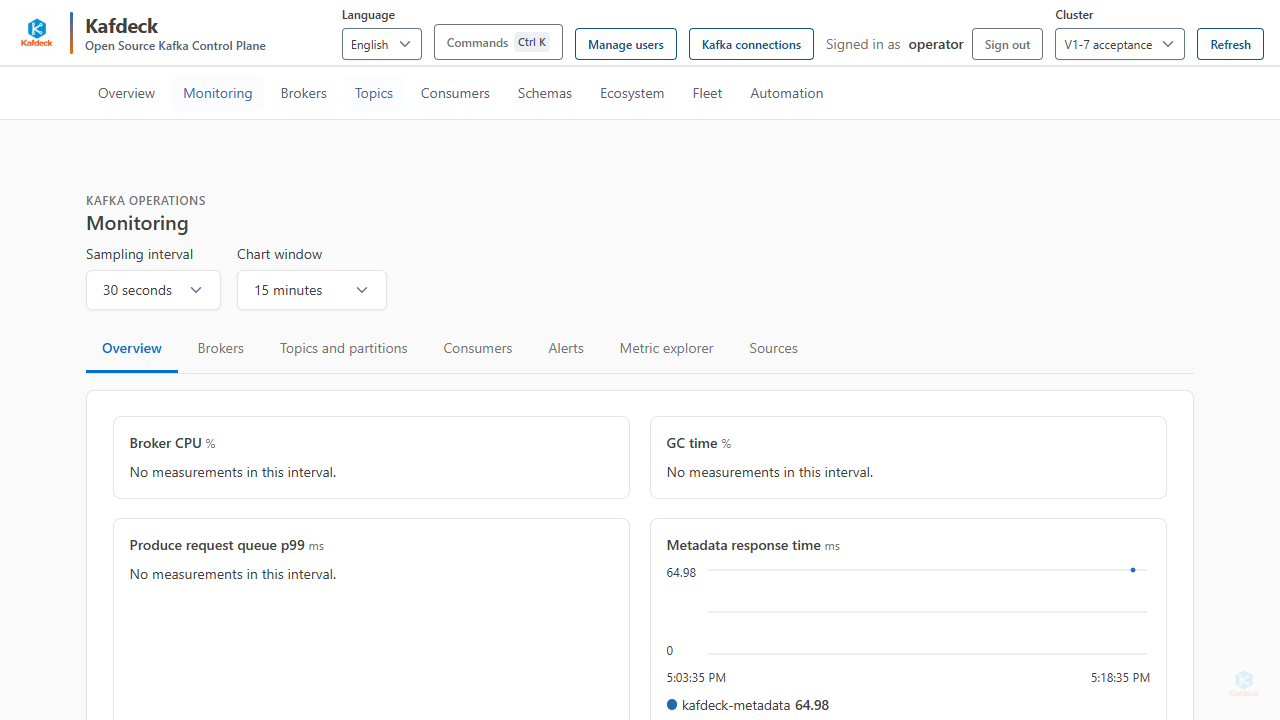 Kafdeck
Kafdeck
Open Source Kafka Control Plane
Language
English
Commands Ctrl K
Manage users
Kafka connections
Signed in as operator
Sign out
Cluster
V1-7 acceptance
Refresh
Overview Monitoring Brokers Topics Consumers Schemas Ecosystem Fleet Automation
KAFKA OPERATIONS
Monitoring
Sampling interval Chart window
30 seconds 15 minutes
Overview Brokers Topics and partitions Consumers Alerts Metric explorer Sources
Broker CPU %
No measurements in this interval.
GC time %
No measurements in this interval.
Produce request queue p99 ms
No measurements in this interval.
Metadata response time ms
64.98
0
5:03:35 PM 5:18:35 PM
kafdeck-metadata 64.98
Kafdeck